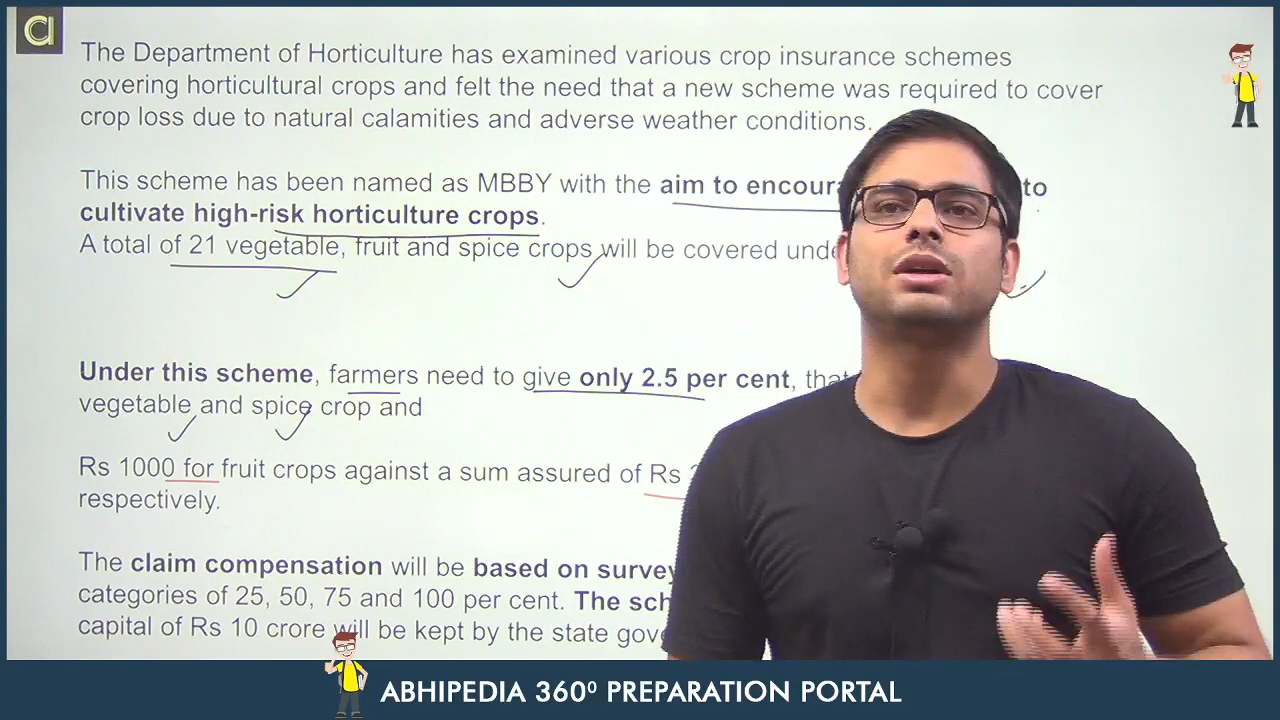 a
The Department of Horticulture has examined various crop insurance schemes
covering horticultural crops and felt the need that a new scheme was required to cover
crop loss due to natural calamities and adverse weather conditions.
This scheme has been named as MBBY with the aim to to
cultivate high-risk horticulture crops.
A total of 21 vegetable, fruit and spice crops will be covered
Under this scheme, farmers need to give only 2.5 per cent,
vegetable and spice crop and
Rs 1000 for fruit crops against a sum assured of Rs
respectively.
The claim compensation will be based on survey
categories of 25, 50, 75 and 100 per cent. The
capital of Rs 10 crore will be kept by the state
ABHIPEDIA 360⁰ PREPARATION PORTAL